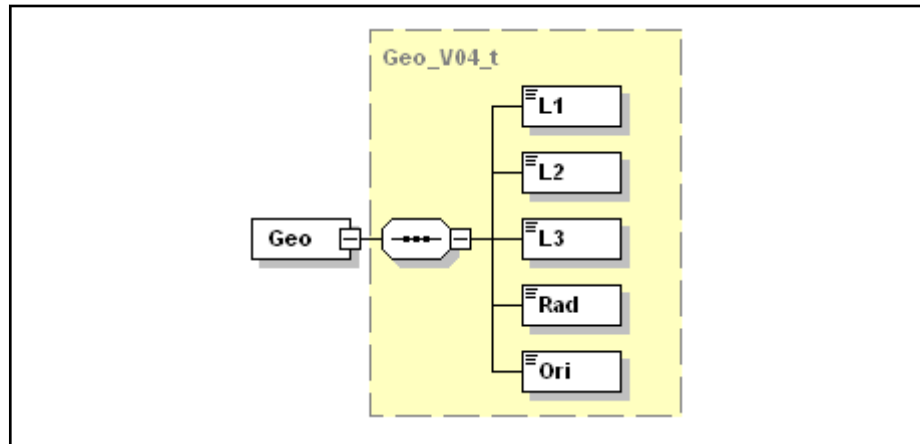 Geo_V04_t
L1
L2
Geo
L3
Rad
Ori